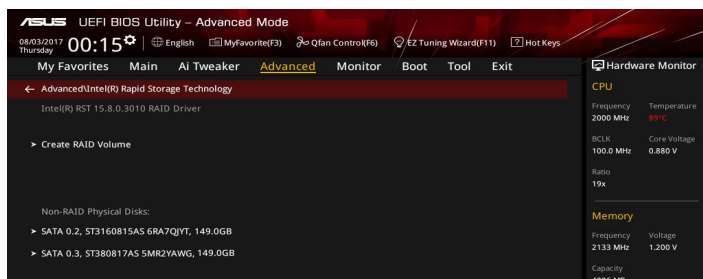 ASUS UEFI BIOS Utility – Advanced Mode
08/03/2017 Thursday 00:15 English MyFavorite(F3) Qfan Control(F6) EZ Tuning Wizard(F11) ? Hot Keys
My Favorites Main Ai Tweaker Advanced Monitor Boot Tool Exit
Hardware Monitor
← Advanced\Intel(R) Rapid Storage Technology
Intel(R) RST 15.8.0.3010 RAID Driver
> Create RAID Volume
Non-RAID Physical Disks:
> SATA 0.2, ST3160815AS 6RA7QJYT, 149.0GB
> SATA 0.3, ST380817AS 5MR2YAWG, 149.0GB
CPU
Frequency Temperature
2000 MHz 89°C
BCLK Core Voltage
100.0 MHz 0.880 V
Ratio
19x
Memory
Frequency Voltage
2133 MHz 1.200 V
Capacity
4096 MB